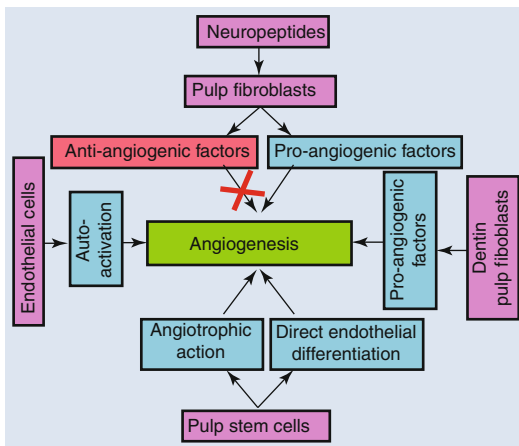 Neuropeptides
Pulp fibroblasts
Anti-angiogenic factors
Pro-angiogenic factors
Endothelial cells
Auto-
activation
Angiogenesis
Pro-angiogenic
factors
Dentin
pulp fiboblasts
Angiotrophic
action
Direct endothelial
differentiation
Pulp stem cells